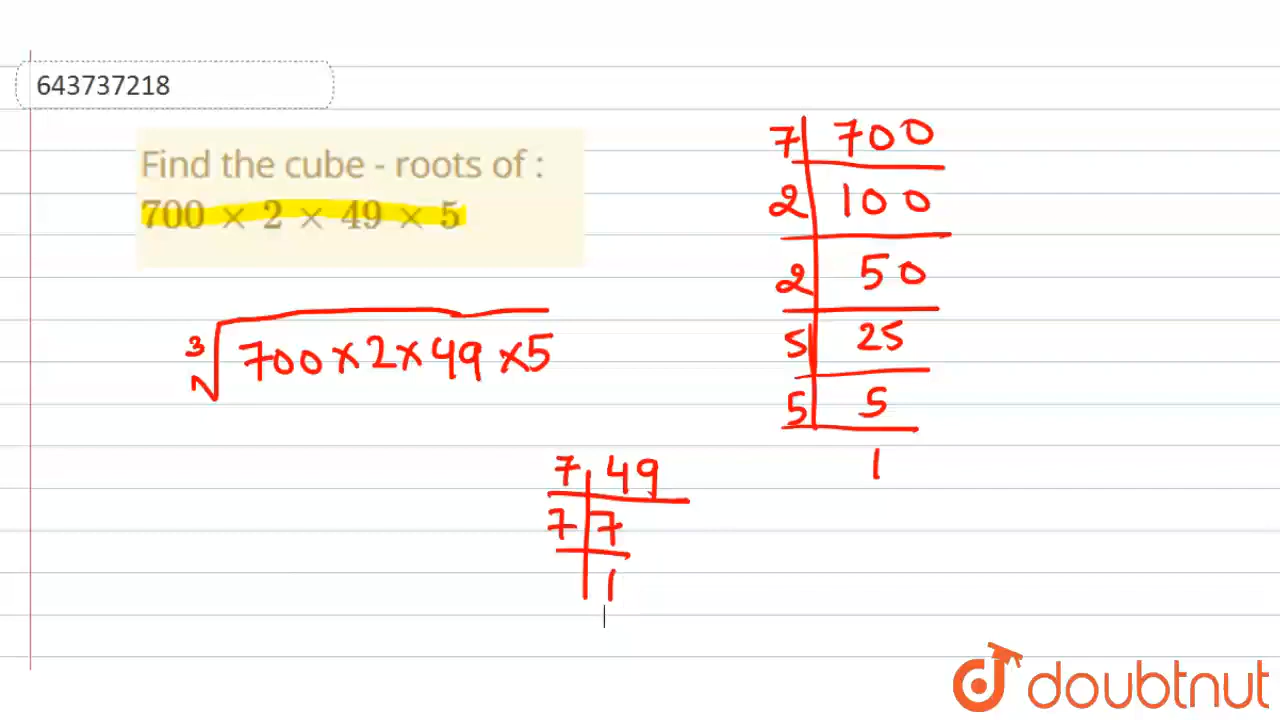 643737218
Find the cube - roots of :
700 × 2 × 49 × 5
∛700×2×49×5
7 | 700
2 | 100
2 | 50
5 | 25
5 | 5
1
7 | 49
7 | 7
1
doubtnut